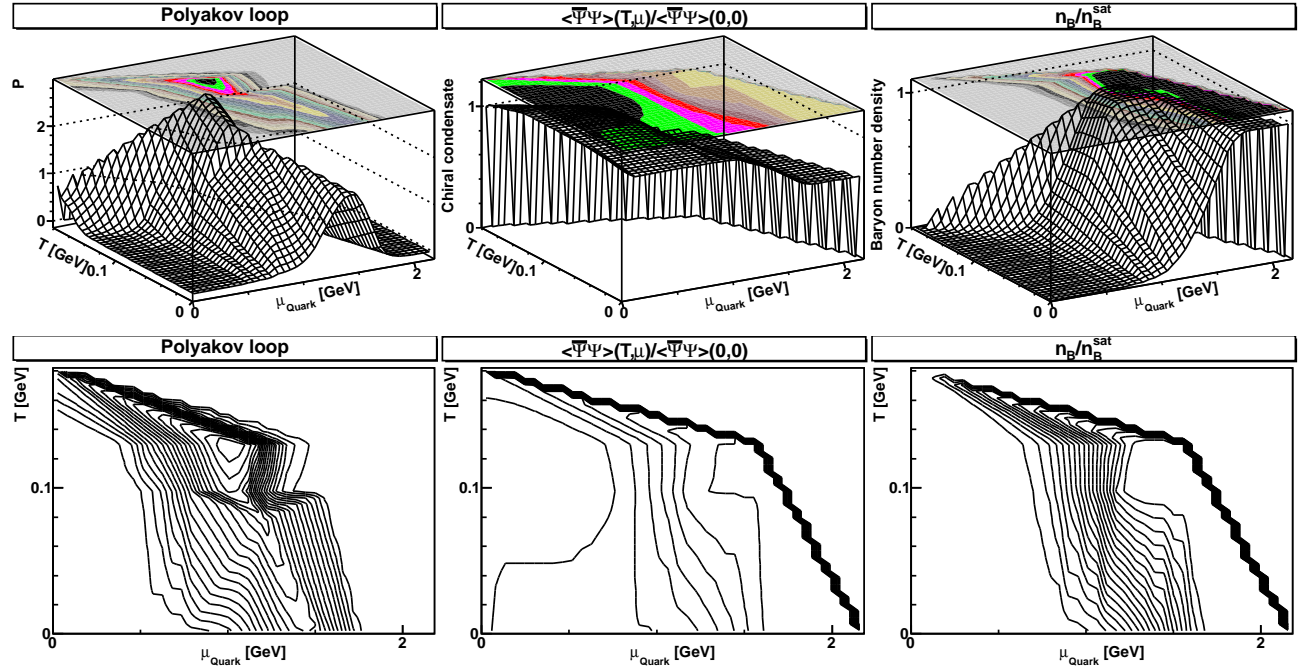 Polyakov loop
<Ψ̅Ψ>(T,μ)/<Ψ̅Ψ>(0,0)
n_B/n_B^sat
P
2
1
0
T [GeV]
0.1
0
0
μ_Quark [GeV]
2
Chiral condensate
1
0
T [GeV]
0.1
0
0
μ_Quark [GeV]
2
Baryon number density
1
0
T [GeV]
0.1
0
0
μ_Quark [GeV]
2
Polyakov loop
<Ψ̅Ψ>(T,μ)/<Ψ̅Ψ>(0,0)
n_B/n_B^sat
T [GeV]
0.1
0
0
μ_Quark [GeV]
2
T [GeV]
0.1
0
0
μ_Quark [GeV]
2
T [GeV]
0.1
0
0
μ_Quark [GeV]
2